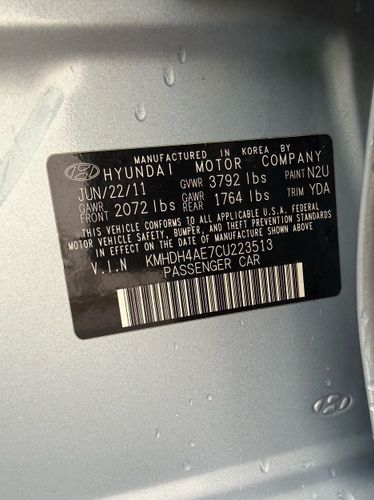 MANUFACTURED IN KOREA BY
HYUNDAI MOTOR COMPANY
JUN/22/11 GVWR 3792 lbs PAINT N2U
GAWR FRONT 2072 lbs GAWR REAR 1764 lbs TRIM YDA
THIS VEHICLE CONFORMS TO ALL APPLICABLE U.S.A. FEDERAL
MOTOR VEHICLE SAFETY, BUMPER, AND THEFT PREVENTION STANDARDS
IN EFFECT ON THE DATE OF MANUFACTURE SHOWN ABOVE.
V.I.N KMHDH4AE7CU223513
PASSENGER CAR